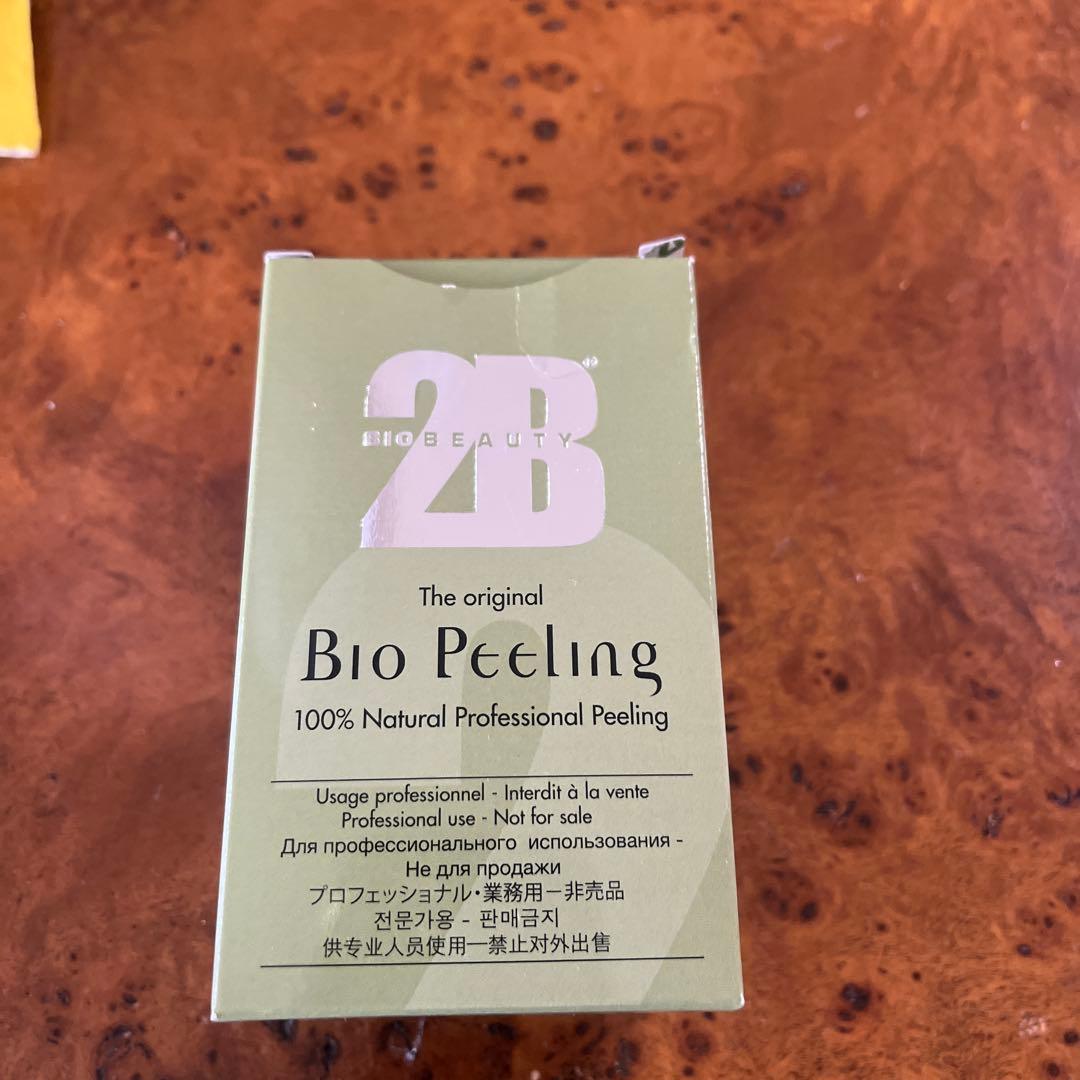 2B®
BIO BEAUTY
The original
Bio Peeling
100% Natural Professional Peeling
Usage professionnel - Interdit à la vente
Professional use - Not for sale
Для профессионального использования -
Не для продажи
プロフェッショナル・業務用－非売品
전문가용 - 판매금지
供专业人员使用一禁止对外出售